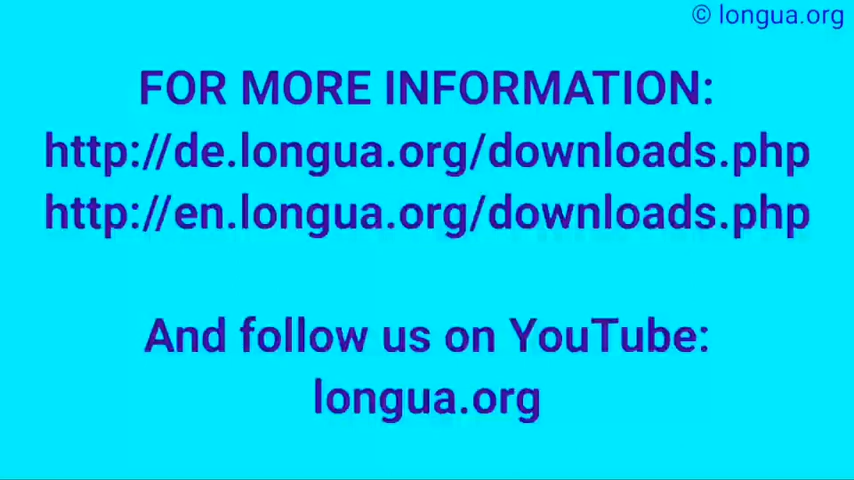 © longua.org
FOR MORE INFORMATION:
http://de.longua.org/downloads.php
http://en.longua.org/downloads.php
And follow us on YouTube:
longua.org